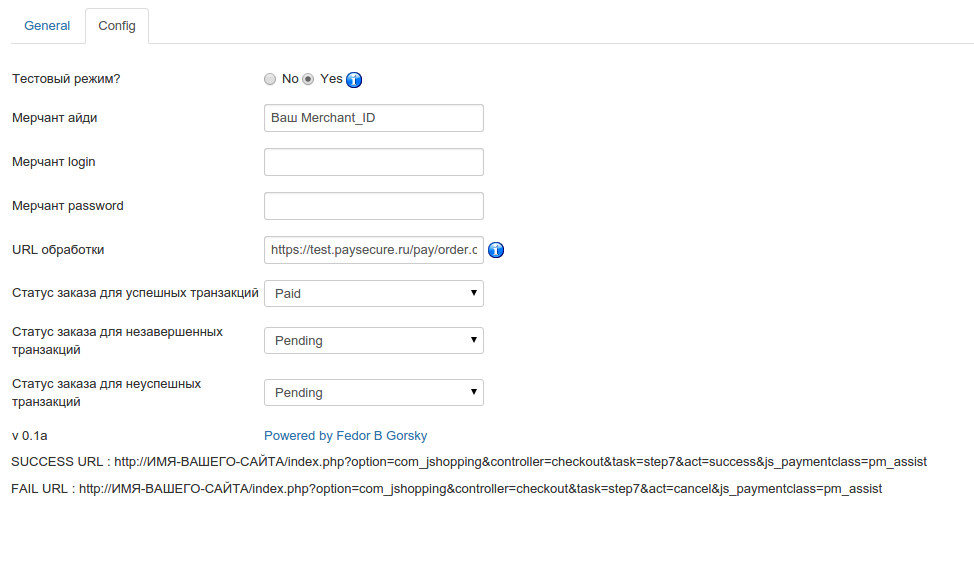 General Config
Тестовый режим? No Yes
Мерчант айди Ваш Merchant_ID
Мерчант login
Мерчант password
URL обработки https://test.paysecure.ru/pay/order.c
Статус заказа для успешных транзакций Paid
Статус заказа для незавершенных
транзакций Pending
Статус заказа для неуспешных
транзакций Pending
v 0.1a Powered by Fedor B Gorsky
SUCCESS URL : http://ИМЯ-ВАШЕГО-САЙТА/index.php?option=com_jshopping&controller=checkout&task=step7&act=success&js_paymentclass=pm_assist
FAIL URL : http://ИМЯ-ВАШЕГО-САЙТА/index.php?option=com_jshopping&controller=checkout&task=step7&act=cancel&js_paymentclass=pm_assist